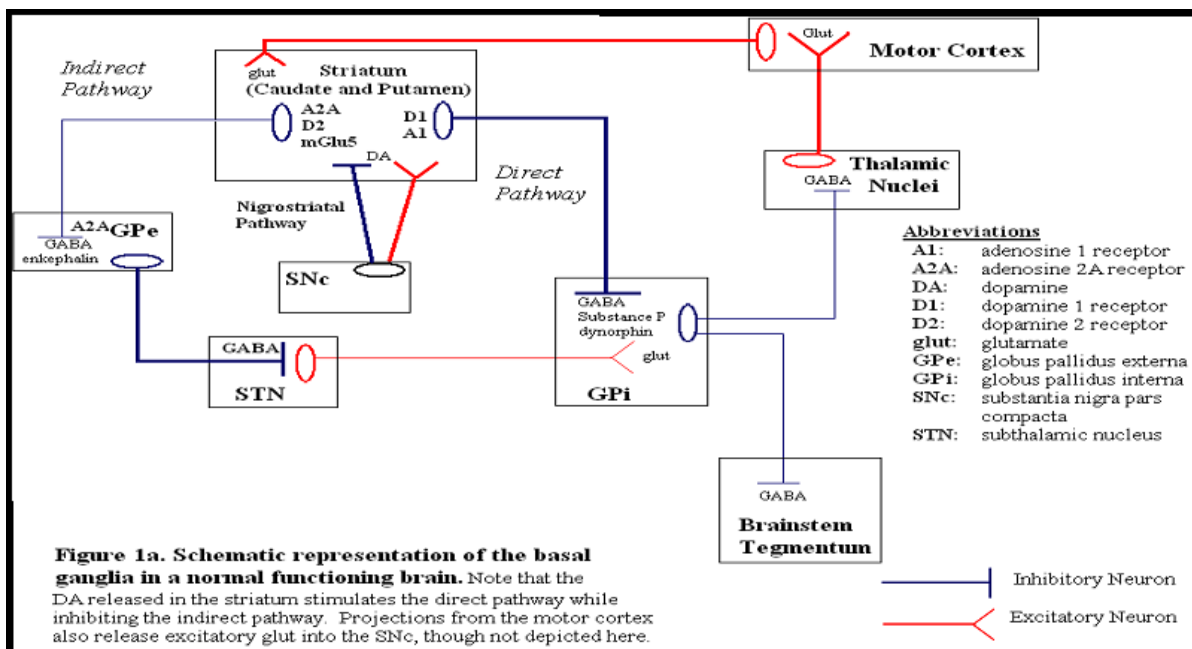 Glut
Motor Cortex
Indirect
Pathway
glut
Striatum
(Caudate and Putamen)
A2A
D2
mGlu5
D1
A1
DA
Direct
Pathway
Thalamic
GABA
Nuclei
Nigrostriatal
Pathway
A2A GPe
GABA
enkephalin
SNc
GABA
Substance P
dynorphin
glut
GPi
GABA
STN
GABA
Brainstem
Tegmentum
Abbreviations
A1: adenosine 1 receptor
A2A: adenosine 2A receptor
DA: dopamine
D1: dopamine 1 receptor
D2: dopamine 2 receptor
glut: glutamate
GPe: globus pallidus externa
GPi: globus pallidus interna
SNc: substantia nigra pars
compacta
STN: subthalamic nucleus
Figure 1a. Schematic representation of the basal
ganglia in a normal functioning brain. Note that the
DA released in the striatum stimulates the direct pathway while
inhibiting the indirect pathway. Projections from the motor cortex
also release excitatory glut into the SNc, though not depicted here.
Inhibitory Neuron
Excitatory Neuron